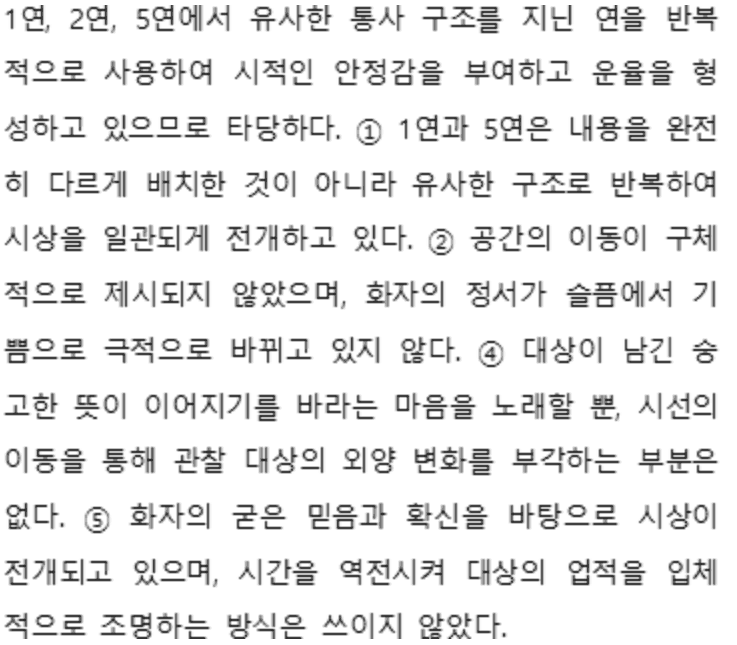 1연, 2연, 5연에서 유사한 통사 구조를 지닌 연을 반복
적으로 사용하여 시적인 안정감을 부여하고 운율을 형
성하고 있으므로 타당하다. ① 1연과 5연은 내용을 완전
히 다르게 배치한 것이 아니라 유사한 구조로 반복하여
시상을 일관되게 전개하고 있다. ② 공간의 이동이 구체
적으로 제시되지 않았으며, 화자의 정서가 슬픔에서 기
쁨으로 극적으로 바뀌고 있지 않다. ④ 대상이 남긴 숭
고한 뜻이 이어지기를 바라는 마음을 노래할 뿐, 시선의
이동을 통해 관찰 대상의 외양 변화를 부각하는 부분은
없다. ⑤ 화자의 굳은 믿음과 확신을 바탕으로 시상이
전개되고 있으며, 시간을 역전시켜 대상의 업적을 입체
적으로 조명하는 방식은 쓰이지 않았다.